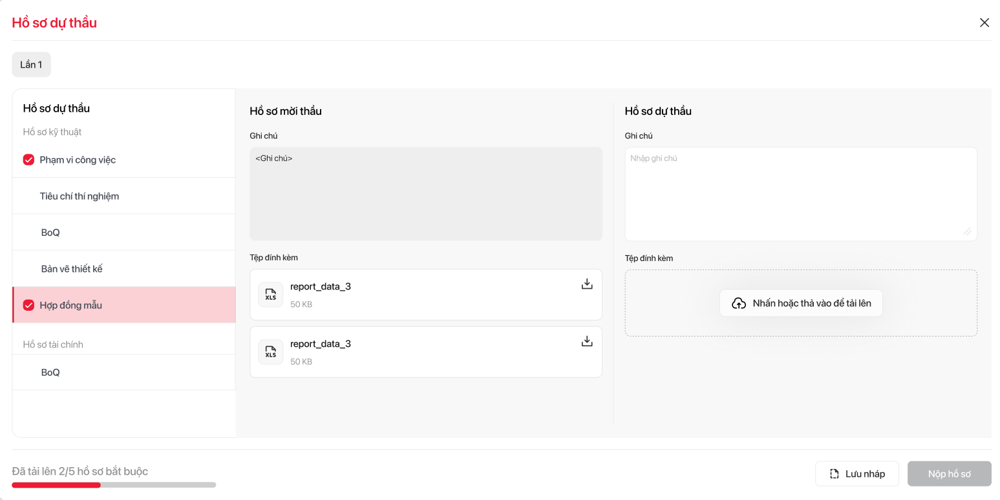 Hồ sơ dự thầu
Lần 1
Hồ sơ dự thầu
Hồ sơ kỹ thuật
Phạm vi công việc
Tiêu chí thí nghiệm
BoQ
Bản vẽ thiết kế
Hợp đồng mẫu
Hồ sơ tài chính
BoQ
Hồ sơ mời thầu
Ghi chú
<Ghi chú>
Tệp đính kèm
XLS
report_data_3
50 KB
XLS
report_data_3
50 KB
Hồ sơ dự thầu
Ghi chú
Nhập ghi chú
Tệp đính kèm
Nhấn hoặc thả vào để tải lên
Đã tải lên 2/5 hồ sơ bắt buộc
Lưu nháp
Nộp hồ sơ